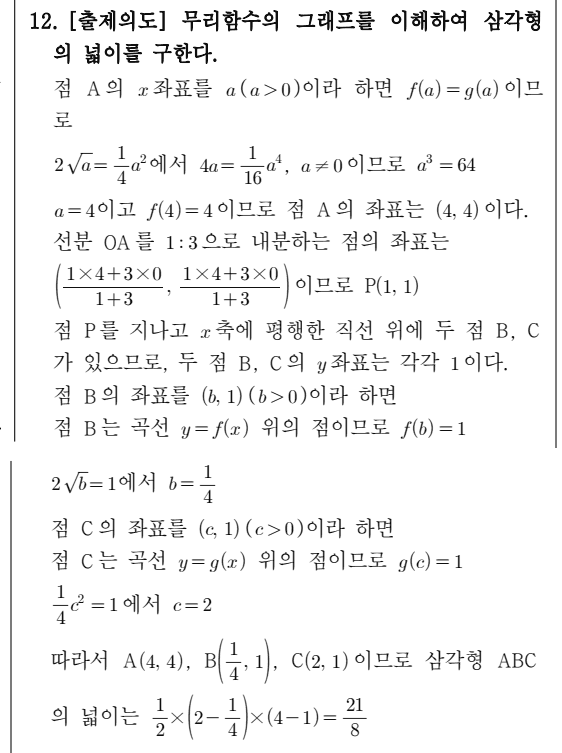 12. [출제의도] 무리함수의 그래프를 이해하여 삼각형
의 넓이를 구한다.
점 A의 x좌표를 a(a>0)이라 하면 f(a)=g(a)이므
로
2√a=1/4a²에서 4a=1/16a⁴, a≠0이므로 a³=64
a=4이고 f(4)=4이므로 점 A의 좌표는 (4, 4)이다.
선분 OA를 1:3으로 내분하는 점의 좌표는
((1×4+3×0)/(1+3), (1×4+3×0)/(1+3))이므로 P(1, 1)
점 P를 지나고 x축에 평행한 직선 위에 두 점 B, C
가 있으므로, 두 점 B, C의 y좌표는 각각 1이다.
점 B의 좌표를 (b, 1)(b>0)이라 하면
점 B는 곡선 y=f(x) 위의 점이므로 f(b)=1
2√b=1에서 b=1/4
점 C의 좌표를 (c, 1)(c>0)이라 하면
점 C는 곡선 y=g(x) 위의 점이므로 g(c)=1
1/4c²=1에서 c=2
따라서 A(4, 4), B(1/4, 1), C(2, 1)이므로 삼각형 ABC
의 넓이는 1/2×(2-1/4)×(4-1)=21/8